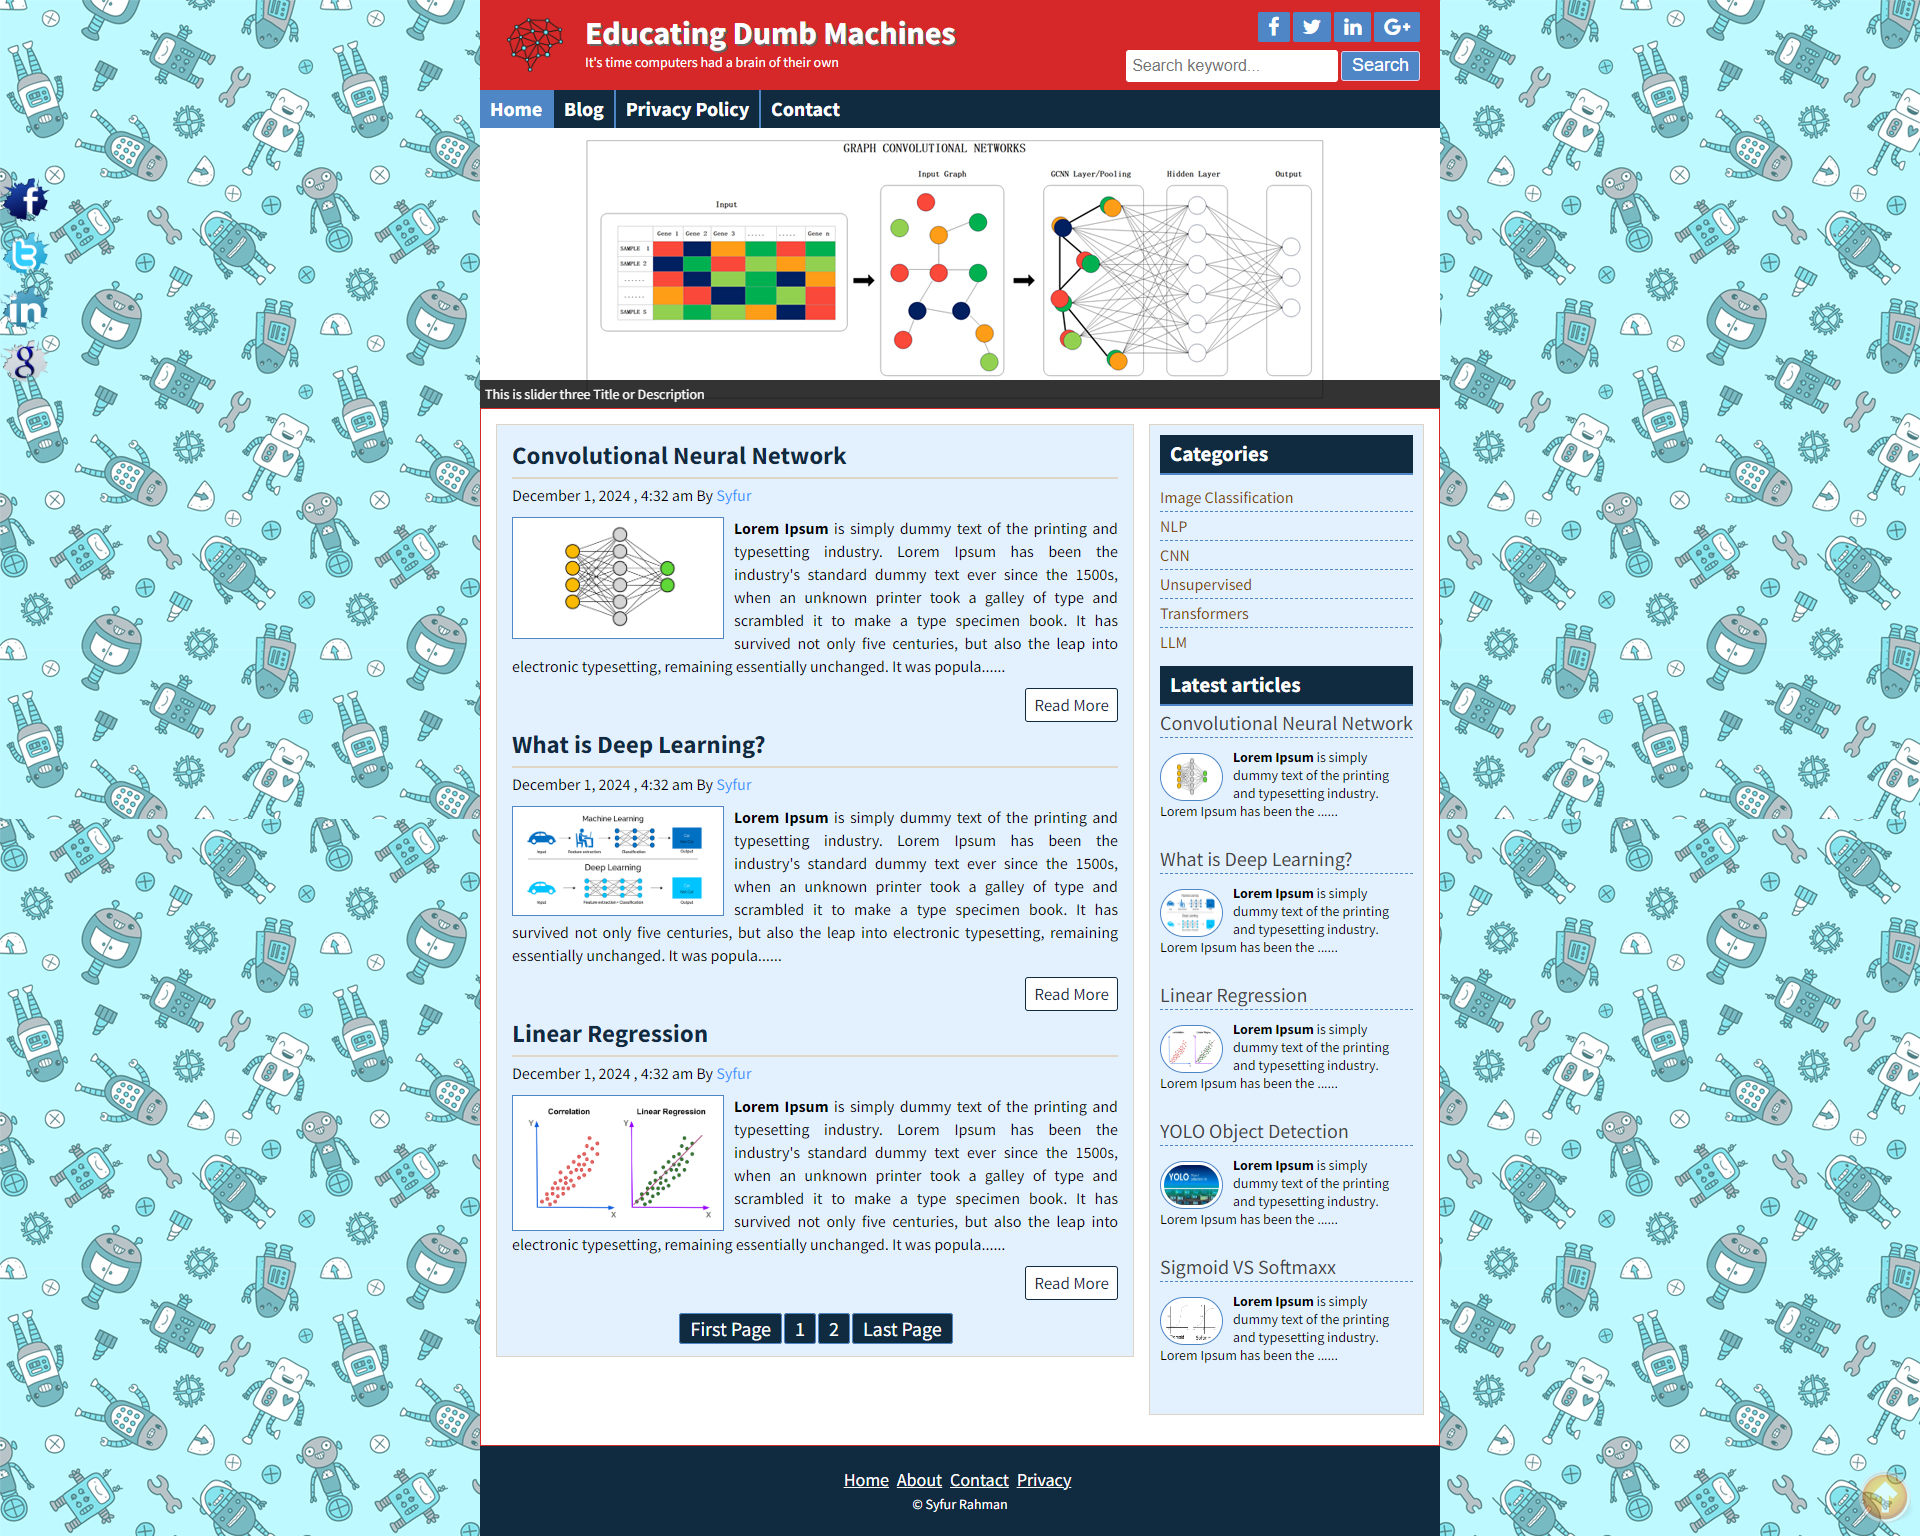 Educating Dumb Machines
It's time computers had a brain of their own
Search keyword...
Search
Home
Blog
Privacy Policy
Contact
GRAPH CONVOLUTIONAL NETWORKS
Input
Input Graph
GCNN Layer/Pooling
Hidden Layer
Output
Gene 1 Gene 2 Gene 3 ..... ..... Gene n
SAMPLE 1
SAMPLE 2
......
......
SAMPLE S
This is slider three Title or Description
Convolutional Neural Network
December 1, 2024 , 4:32 am By Syfur
Lorem Ipsum is simply dummy text of the printing and
typesetting industry. Lorem Ipsum has been the
industry's standard dummy text ever since the 1500s,
when an unknown printer took a galley of type and
scrambled it to make a type specimen book. It has
survived not only five centuries, but also the leap into
electronic typesetting, remaining essentially unchanged. It was popula......
Read More
What is Deep Learning?
December 1, 2024 , 4:32 am By Syfur
Machine Learning
Input
Feature extraction
Classification
Output
Deep Learning
Input
Feature extraction + Classification
Output
Lorem Ipsum is simply dummy text of the printing and
typesetting industry. Lorem Ipsum has been the
industry's standard dummy text ever since the 1500s,
when an unknown printer took a galley of type and
scrambled it to make a type specimen book. It has
survived not only five centuries, but also the leap into electronic typesetting, remaining
essentially unchanged. It was popula......
Read More
Linear Regression
December 1, 2024 , 4:32 am By Syfur
Correlation
Linear Regression
Y
X
Y
X
Lorem Ipsum is simply dummy text of the printing and
typesetting industry. Lorem Ipsum has been the
industry's standard dummy text ever since the 1500s,
when an unknown printer took a galley of type and
scrambled it to make a type specimen book. It has
survived not only five centuries, but also the leap into
electronic typesetting, remaining essentially unchanged. It was popula......
Read More
First Page
1
2
Last Page
Categories
Image Classification
NLP
CNN
Unsupervised
Transformers
LLM
Latest articles
Convolutional Neural Network
Lorem Ipsum is simply
dummy text of the printing
and typesetting industry.
Lorem Ipsum has been the ......
What is Deep Learning?
Lorem Ipsum is simply
dummy text of the printing
and typesetting industry.
Lorem Ipsum has been the ......
Linear Regression
Lorem Ipsum is simply
dummy text of the printing
and typesetting industry.
Lorem Ipsum has been the ......
YOLO Object Detection
YOLO
Lorem Ipsum is simply
dummy text of the printing
and typesetting industry.
Lorem Ipsum has been the ......
Sigmoid VS Softmaxx
Lorem Ipsum is simply
dummy text of the printing
and typesetting industry.
Lorem Ipsum has been the ......
Home About Contact Privacy
© Syfur Rahman